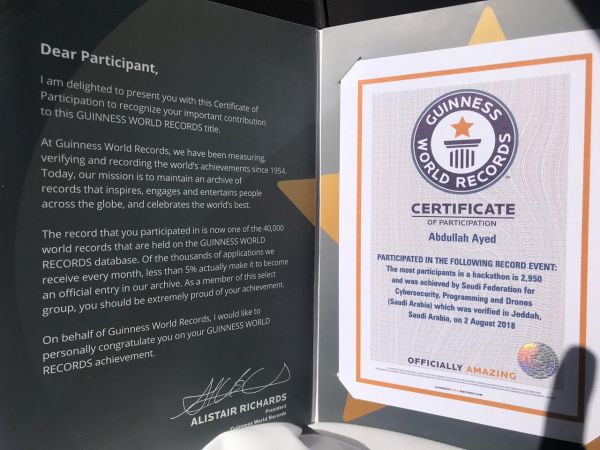 Dear Participant,
I am delighted to present you with this Certificate of
Participation to recognize your important contribution
to this GUINNESS WORLD RECORDS title.
At Guinness World Records, we have been measuring,
verifying and recording the world's achievements since 1954.
Today, our mission is to maintain an archive of
records that inspires, engages and entertains people
across the globe, and celebrates the world's best.
The record that you participated in is now one of the 40,000
world records that are held on the GUINNESS WORLD
RECORDS database. Of the thousands of applications we
receive every month, less than 5% actually make it to become
an official entry in our archive. As a member of this select
group, you should be extremely proud of your achievement.
On behalf of Guinness World Records, I would like to
personally congratulate you on your GUINNESS WORLD
RECORDS achievement.
ALISTAIR RICHARDS
President
Guinness World Records
GUINNESS
WORLD RECORDS
CERTIFICATE
OF PARTICIPATION
Abdullah Ayed
PARTICIPATED IN THE FOLLOWING RECORD EVENT:
The most participants in a hackathon is 2,950
and was achieved by Saudi Federation for
Cybersecurity, Programming and Drones
(Saudi Arabia) which was verified in Jeddah,
Saudi Arabia, on 2 August 2018
OFFICIALLY AMAZING